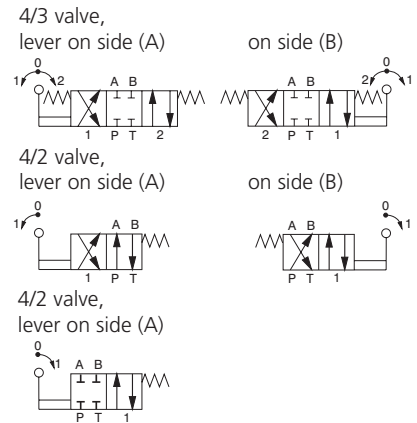 4/3 valve,
lever on side (A)
on side (B)
0
1 2 A B
1 P T 2
0
A B 2 1
2 P T 1
4/2 valve,
lever on side (A)
on side (B)
0
1 A B
1 P T
0
A B 1
P T 1
4/2 valve,
lever on side (A)
0
1 A B
P T 1